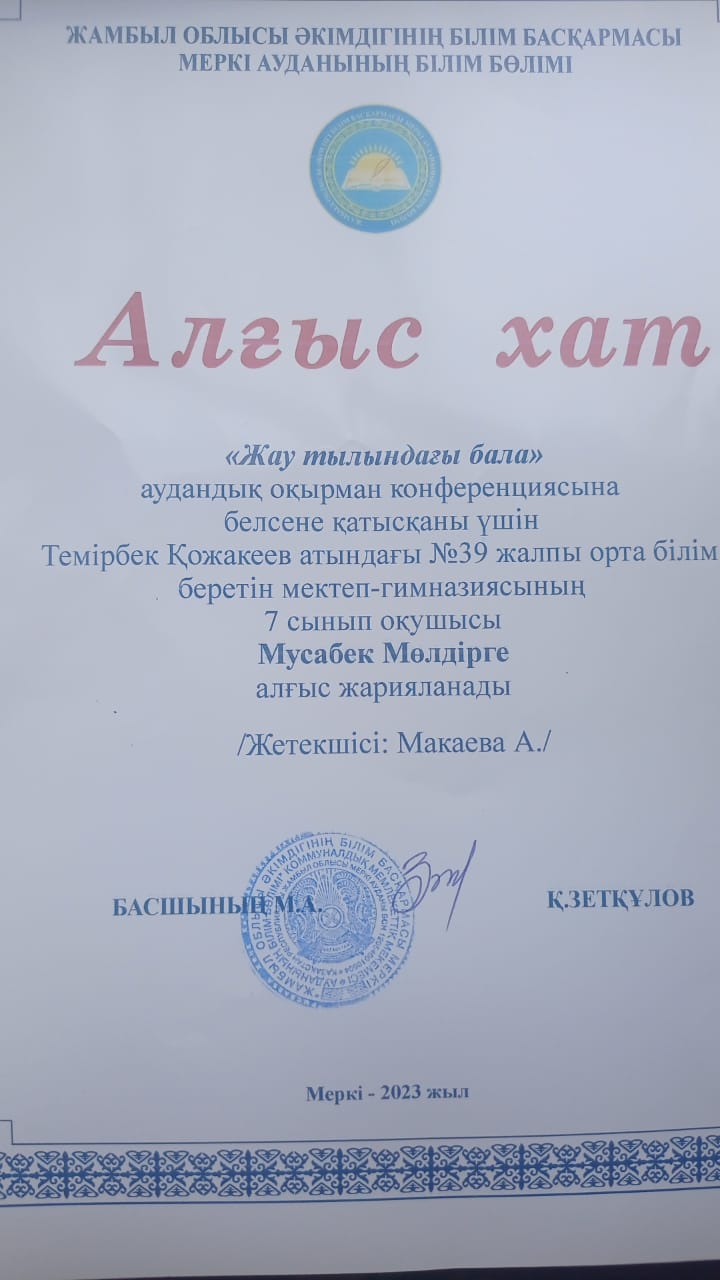 ЖАМБЫЛ ОБЛЫСЫ ӘКІМДІГІНІҢ БІЛІМ БАСҚАРМАСЫ
МЕРКІ АУДАНЫНЫҢ БІЛІМ БӨЛІМІ
Алғыс хат
«Жау тылындағы бала»
аудандық оқырман конференциясына
белсене қатысқаны үшін
Темірбек Қожакеев атындағы №39 жалпы орта білім
беретін мектеп-гимназиясының
7 сынып оқушысы
Мусабек Мөлдірге
алғыс жарияланады
/Жетекшісі: Макаева А./
БАСШЫНЫҢ М.А. Қ.ЗЕТҚҰЛОВ
Меркі - 2023 жыл